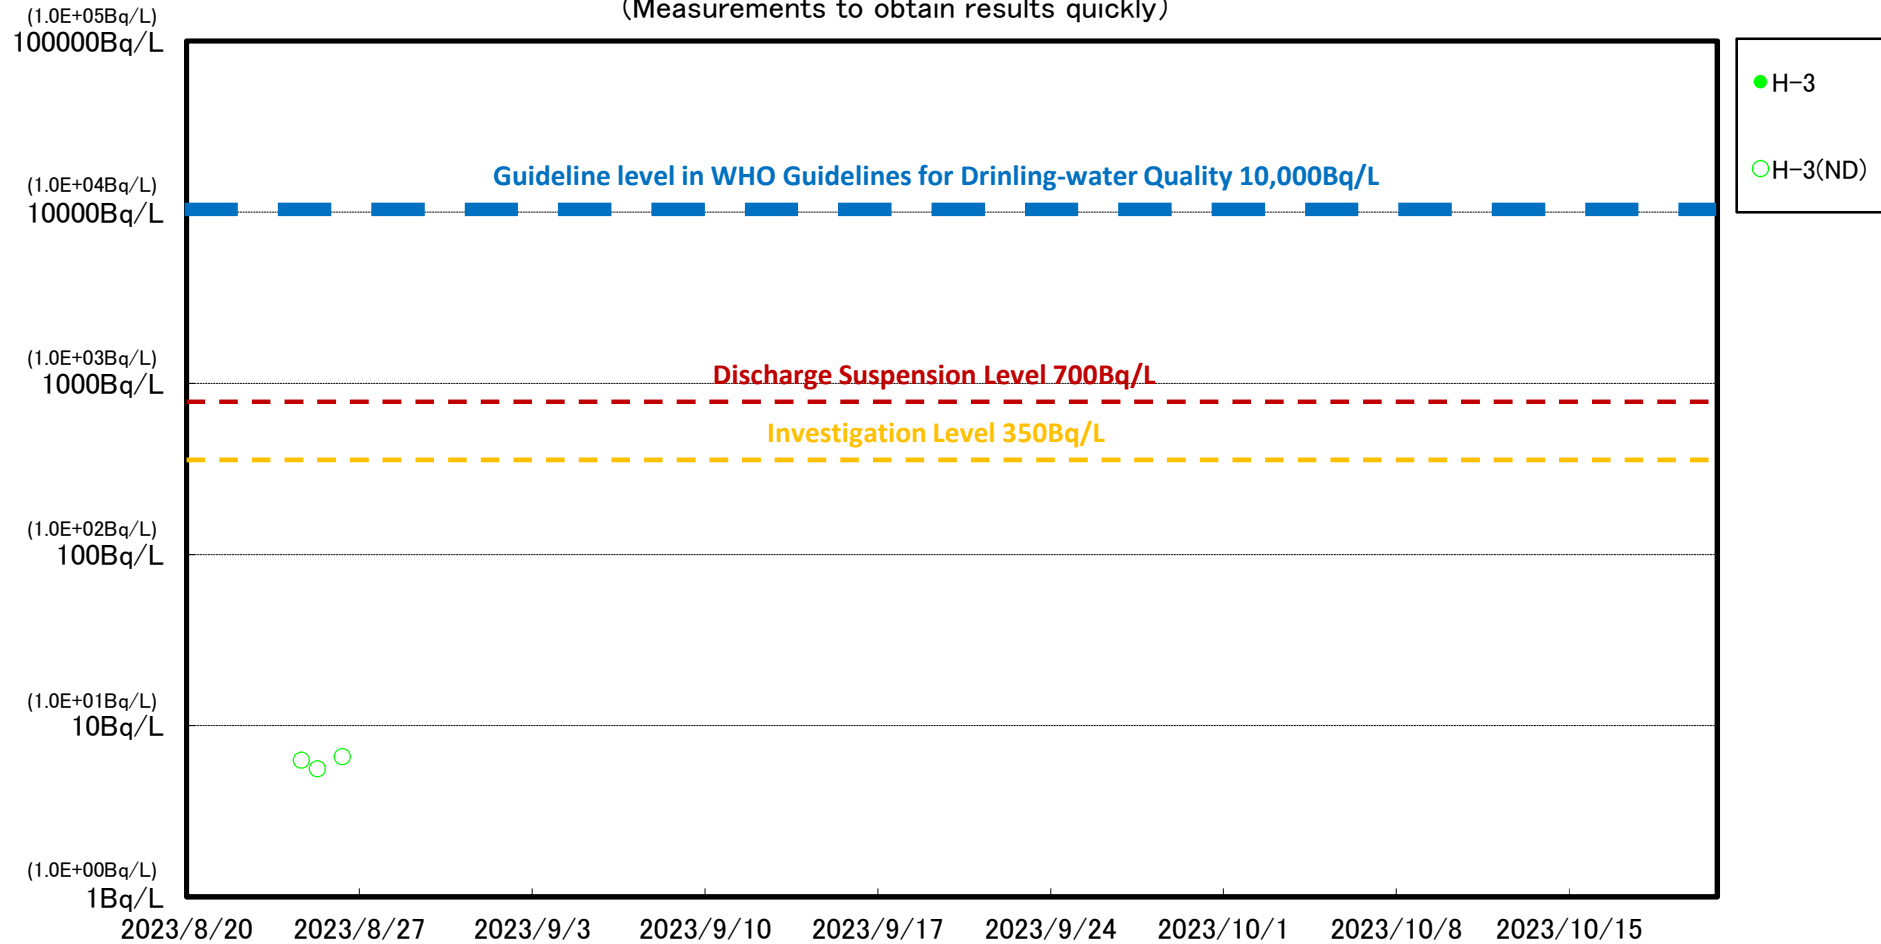 (Measurements to obtain results quickly)
(1.0E+05Bq/L)
100000Bq/L
H-3
H-3(ND)
Guideline level in WHO Guidelines for Drinling-water Quality 10,000Bq/L
(1.0E+04Bq/L)
10000Bq/L
(1.0E+03Bq/L)
1000Bq/L
Discharge Suspension Level 700Bq/L
Investigation Level 350Bq/L
(1.0E+02Bq/L)
100Bq/L
(1.0E+01Bq/L)
10Bq/L
(1.0E+00Bq/L)
1Bq/L
2023/8/20 2023/8/27 2023/9/3 2023/9/10 2023/9/17 2023/9/24 2023/10/1 2023/10/8 2023/10/15